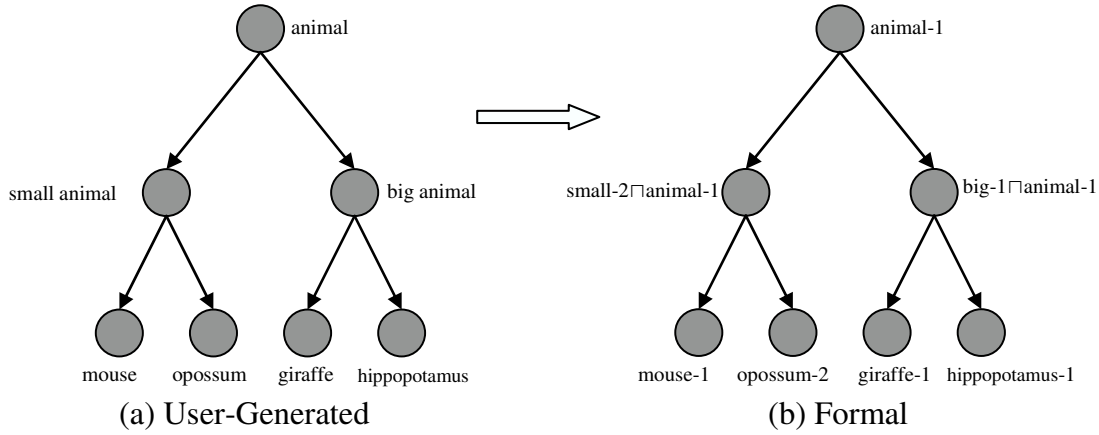 animal
small animal
big animal
mouse
opossum
giraffe
hippopotamus
(a) User-Generated
animal-1
small-2⊓animal-1
big-1⊓animal-1
mouse-1
opossum-2
giraffe-1
hippopotamus-1
(b) Formal